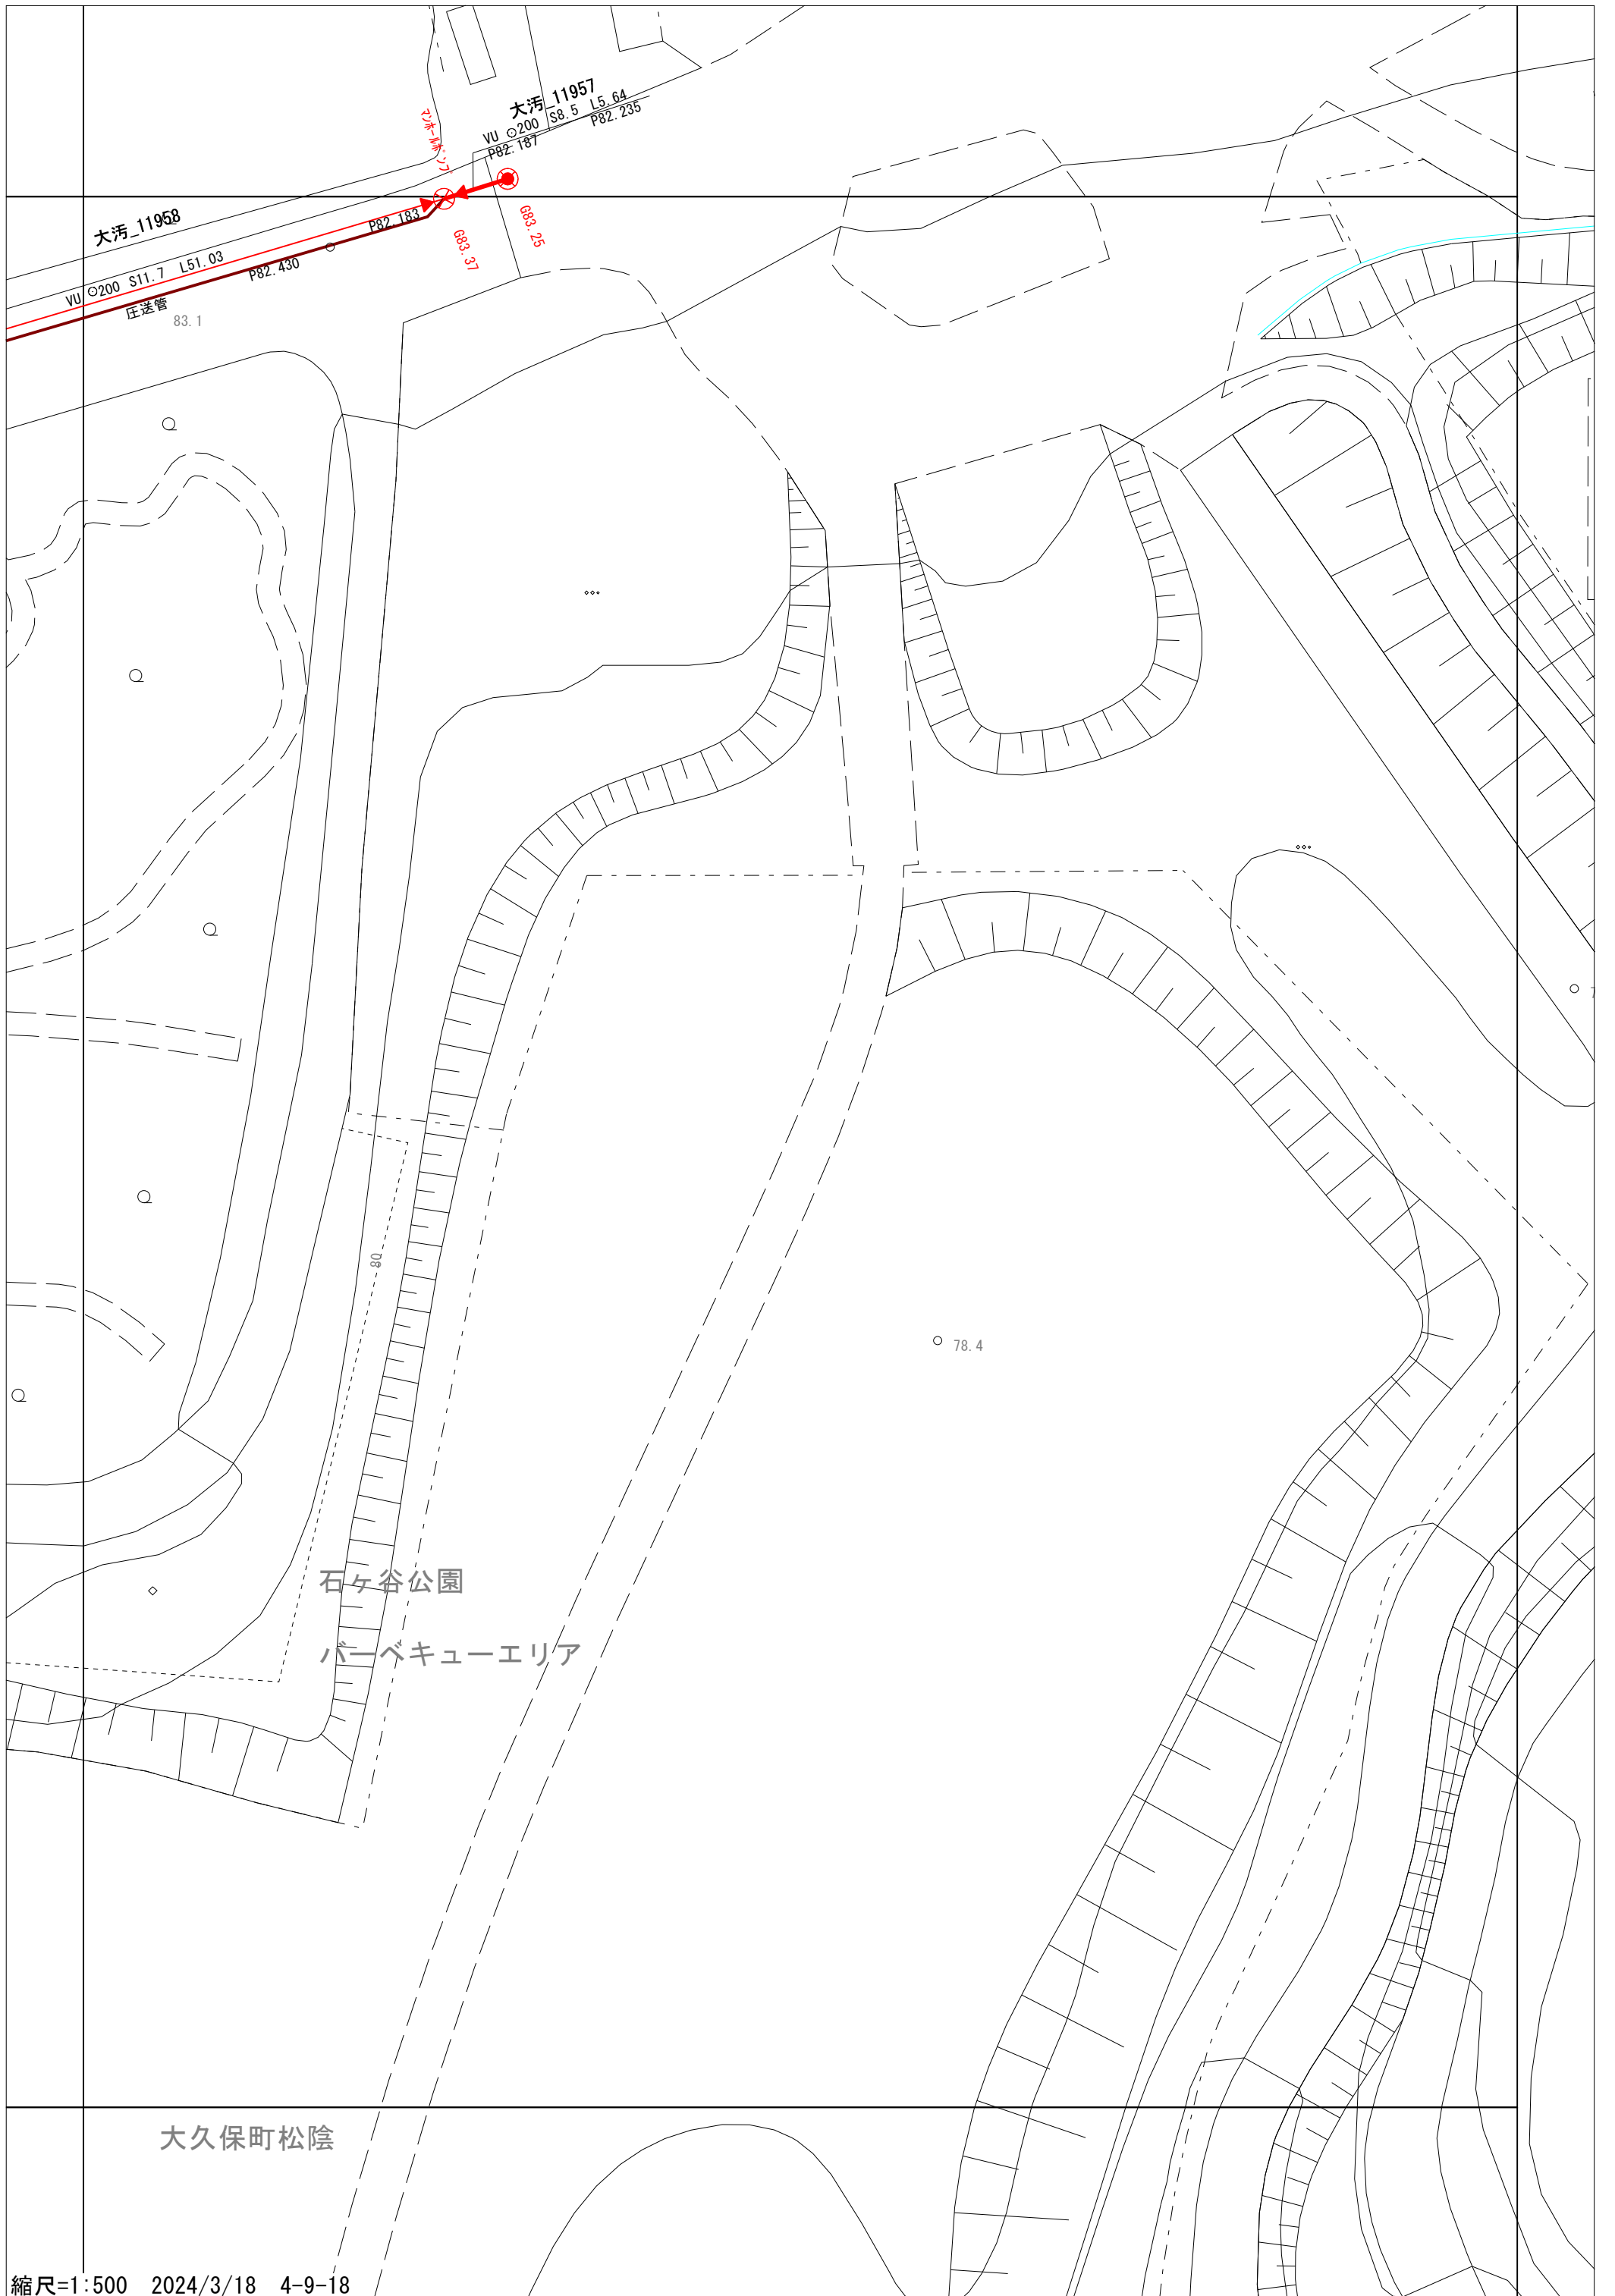 大汚_11957
VU 200 S8.5 L5.64
P82.187
P82.235
マンホールポンプ
G83.25
G83.37
大汚_11958
P82.183
VU 200 S11.7 L51.03
P82.430
圧送管
83.1
80
78.4
石ヶ谷公園
バーベキューエリア
大久保町松陰
縮尺=1:500 2024/3/18 4-9-18